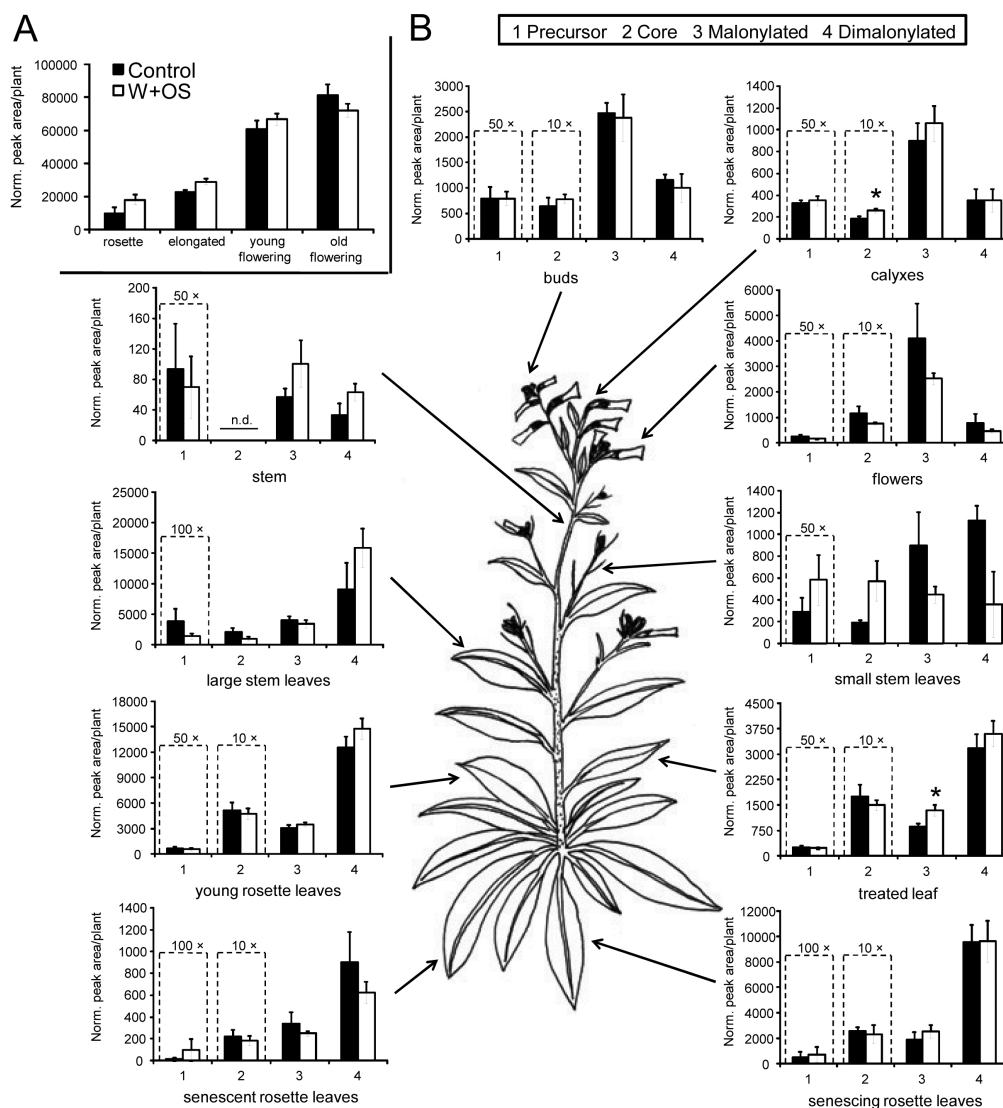 A
B
1 Precursor 2 Core 3 Malonylated 4 Dimalonylated
Norm. peak area/plant
100000
80000
60000
40000
20000
0
Control
W+OS
rosette elongated young flowering old flowering
Norm. peak area/plant
3000
2500
2000
1500
1000
500
0
50 × 10 ×
1 2 3 4
buds
Norm. peak area/plant
1400
1200
1000
800
600
400
200
0
50 × 10 ×
*
1 2 3 4
calyxes
Norm. peak area/plant
200
160
120
80
40
0
50 ×
n.d.
1 2 3 4
stem
Norm. peak area/plant
6000
5000
4000
3000
2000
1000
0
50 × 10 ×
1 2 3 4
flowers
Norm. peak area/plant
25000
20000
15000
10000
5000
0
100 ×
1 2 3 4
large stem leaves
Norm. peak area/plant
1400
1200
1000
800
600
400
200
0
50 ×
1 2 3 4
small stem leaves
Norm. peak area/plant
18000
15000
12000
9000
6000
3000
0
50 × 10 ×
1 2 3 4
young rosette leaves
Norm. peak area/plant
4500
3750
3000
2250
1500
750
0
50 × 10 ×
*
1 2 3 4
treated leaf
Norm. peak area/plant
1400
1200
1000
800
600
400
200
0
100 × 10 ×
1 2 3 4
senescent rosette leaves
Norm. peak area/plant
12000
10000
8000
6000
4000
2000
0
100 × 10 ×
1 2 3 4
senescing rosette leaves